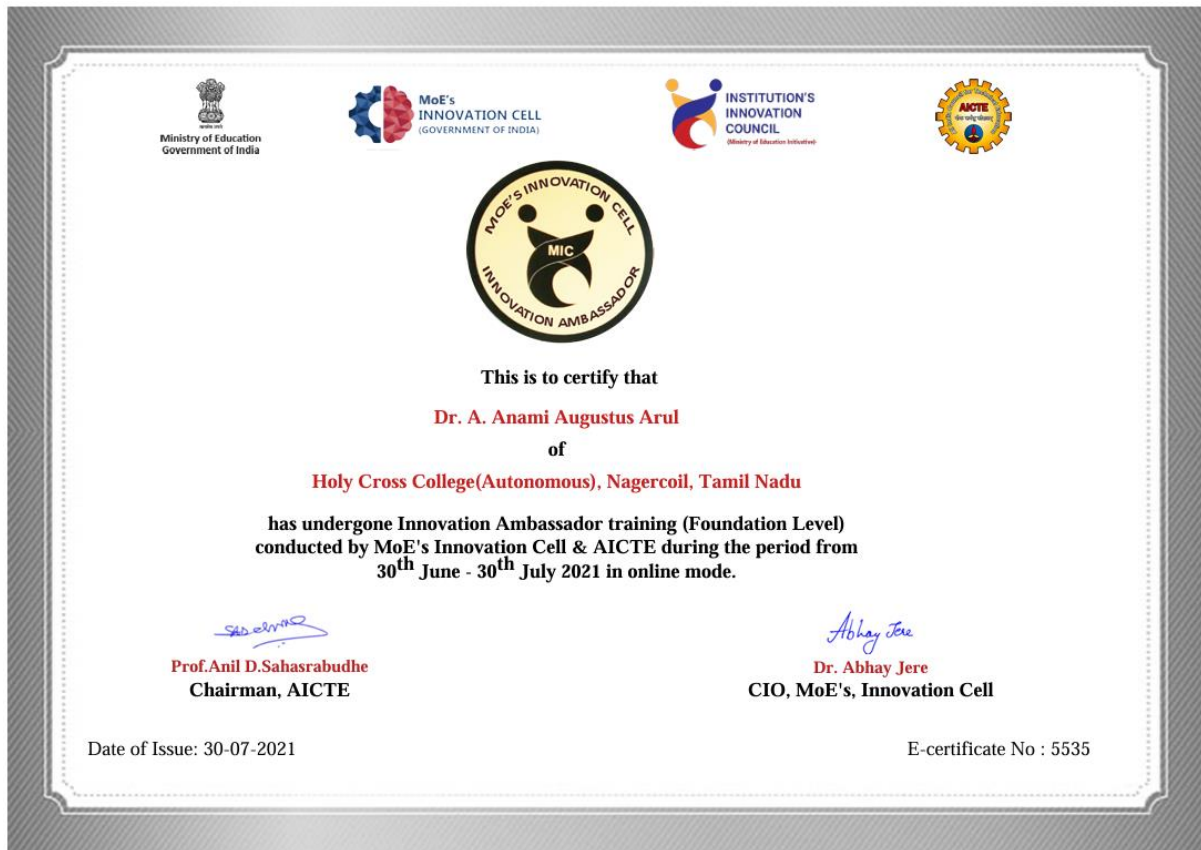 Ministry of Education
Government of India
MoE's
INNOVATION CELL
(GOVERNMENT OF INDIA)
INSTITUTION'S
INNOVATION
COUNCIL
(Ministry of Education Initiative)
AICTE
MOE'S INNOVATION CELL
MIC
INNOVATION AMBASSADOR
This is to certify that
Dr. A. Anami Augustus Arul
of
Holy Cross College(Autonomous), Nagercoil, Tamil Nadu
has undergone Innovation Ambassador training (Foundation Level)
conducted by MoE's Innovation Cell & AICTE during the period from
30th June - 30th July 2021 in online mode.
Abhay Jere
Prof.Anil D.Sahasrabudhe
Dr. Abhay Jere
Chairman, AICTE
CIO, MoE's, Innovation Cell
Date of Issue: 30-07-2021
E-certificate No : 5535